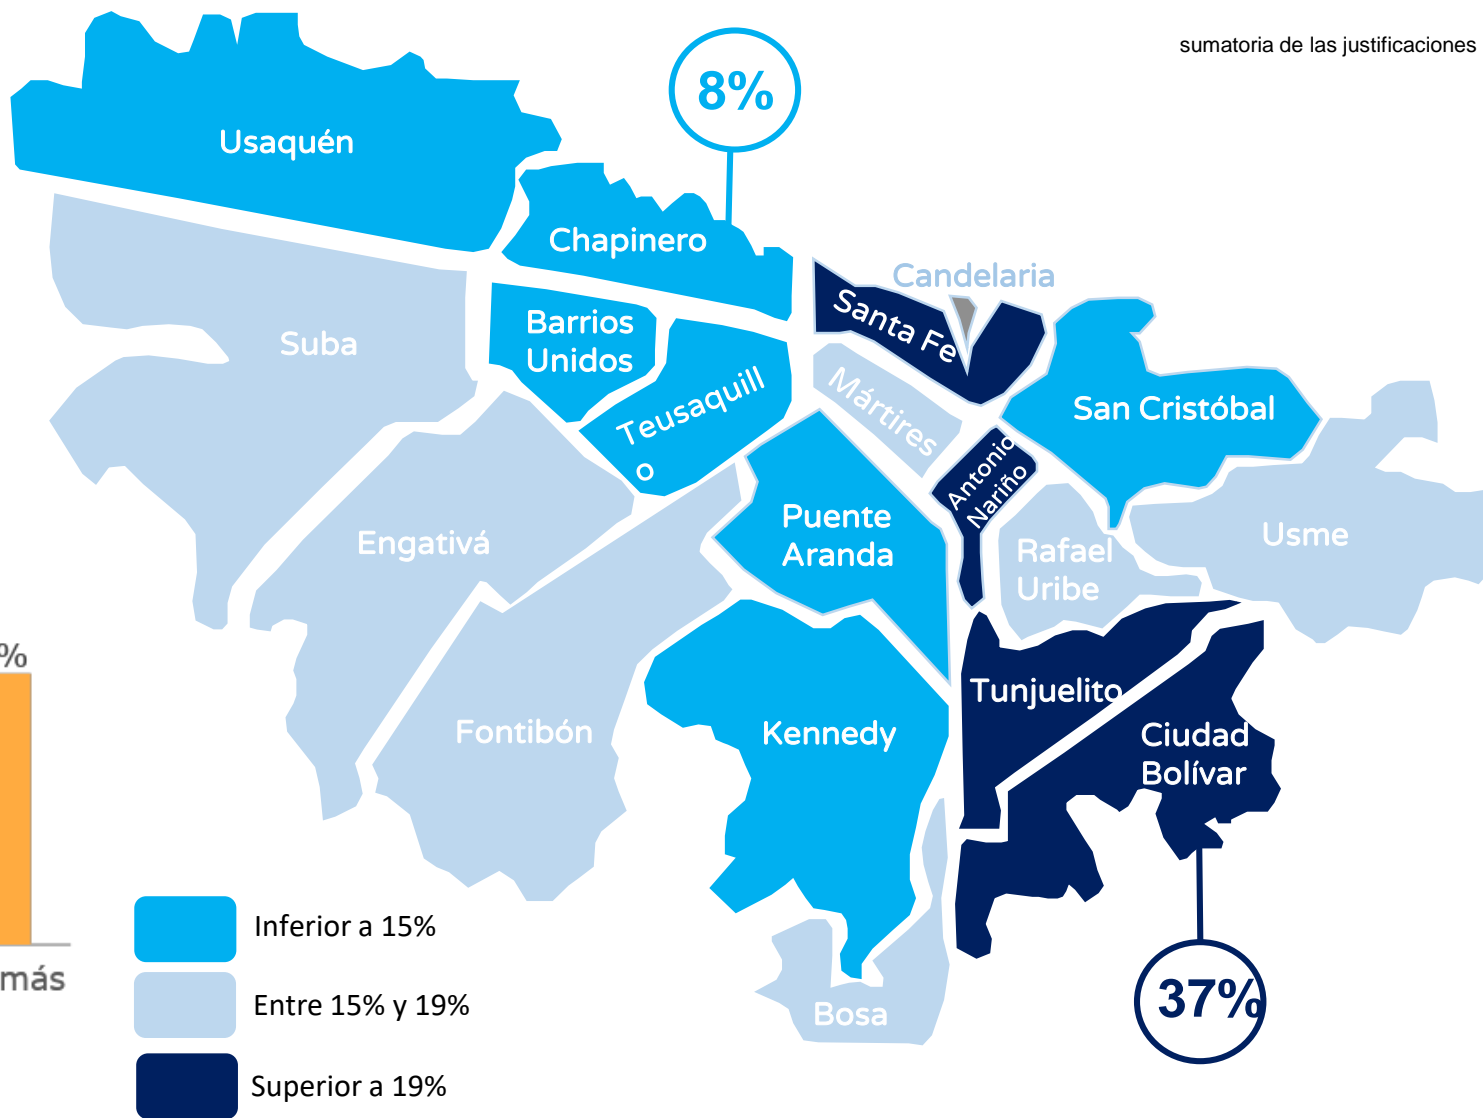 sumatoria de las justificaciones
8%
Usaquén
Chapinero
Candelaria
Santa Fe
Barrios
Unidos
Suba
Teusaquill
o
Mártires
San Cristóbal
Antonio
Nariño
Puente
Aranda
Engativá
Rafael
Uribe
Usme
%
Tunjuelito
Fontibón
Kennedy
Ciudad
Bolívar
Inferior a 15%
más
Entre 15% y 19%
37%
Bosa
Superior a 19%